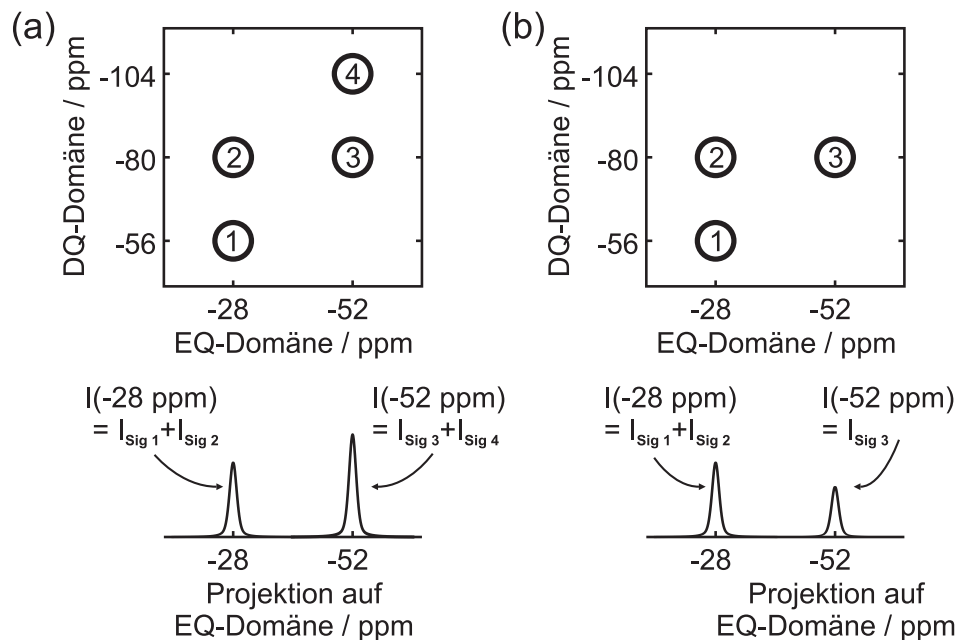 (a)
DQ-Domäne / ppm
-104
-80
-56
4
2
3
1
-28
-52
EQ-Domäne / ppm
I(-28 ppm)
= I_Sig 1+I_Sig 2
I(-52 ppm)
= I_Sig 3+I_Sig 4
-28
-52
Projektion auf
EQ-Domäne / ppm
(b)
DQ-Domäne / ppm
-104
-80
-56
2
3
1
-28
-52
EQ-Domäne / ppm
I(-28 ppm)
= I_Sig 1+I_Sig 2
I(-52 ppm)
= I_Sig 3
-28
-52
Projektion auf
EQ-Domäne / ppm